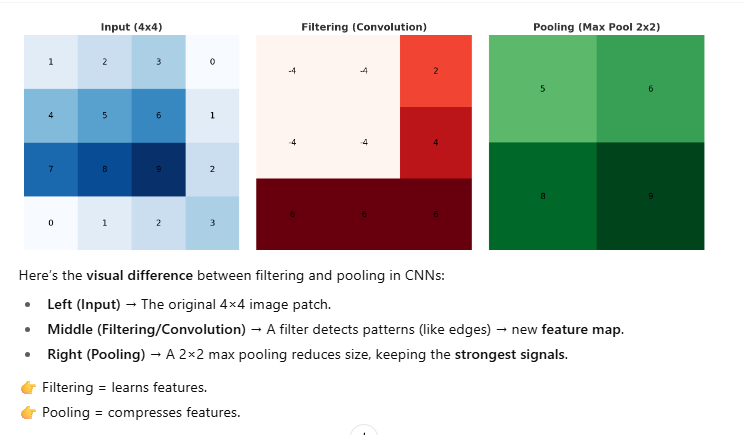 Input (4x4) Filtering (Convolution) Pooling (Max Pool 2x2)
1 2 3 0
4 5 6 1
7 8 9 2
0 1 2 3
-4 -4 2
-4 -4 4
6 6 6
5 6
8 9
Here's the visual difference between filtering and pooling in CNNs:
• Left (Input) → The original 4×4 image patch.
• Middle (Filtering/Convolution) → A filter detects patterns (like edges) → new feature map.
• Right (Pooling) → A 2×2 max pooling reduces size, keeping the strongest signals.
👉 Filtering = learns features.
👉 Pooling = compresses features.